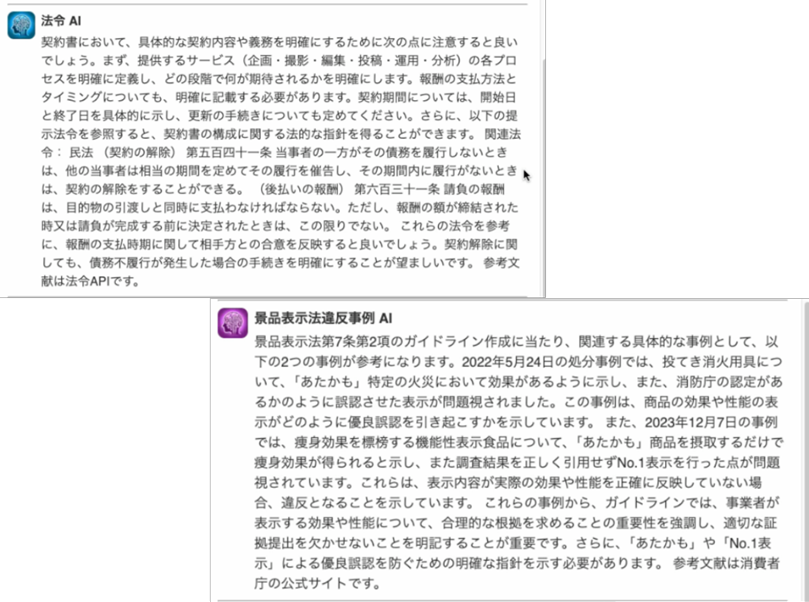 法令 AI
契約書において、具体的な契約内容や義務を明確にするために次の点に注意すると良い
でしょう。まず、提供するサービス（企画・撮影・編集・投稿・運用・分析）の各プロ
セスを明確に定義し、どの段階で何が期待されるかを明確にします。報酬の支払方法と
タイミングについても、明確に記載する必要があります。契約期間については、開始日
と終了日を具体的に示し、更新の手続きについても定めてください。さらに、以下の提
示法令を参照すると、契約書の構成に関する法的な指針を得ることができます。 関連法
令： 民法 （契約の解除） 第五百四十一条 当事者の一方がその債務を履行しないとき
は、他の当事者は相当の期間を定めてその履行を催告し、その期間内に履行がないとき
は、契約の解除をすることができる。 （後払いの報酬） 第六百三十一条 請負の報酬
は、目的物の引渡しと同時に支払わなければならない。ただし、報酬の額が締結された
時又は請負が完成する前に決定されたときは、この限りでない。 これらの法令を参考
に、報酬の支払時期に関して相手方との合意を反映すると良いでしょう。契約解除に関
しても、債務不履行が発生した場合の手続きを明確にすることが望ましいです。 参考文
献は法令APIです。
景品表示法違反事例 AI
景品表示法第7条第2項のガイドライン作成に当たり、関連する具体的な事例として、以
下の2つの事例が参考になります。2022年5月24日の処分事例では、投てき消火用具につ
いて、「あたかも」特定の火災において効果があるように示し、また、消防庁の認定があ
るかのように誤認させた表示が問題視されました。この事例は、商品の効果や性能の表
示がどのように優良誤認を引き起こすかを示しています。 また、2023年12月7日の事例
では、痩身効果を標榜する機能性表示食品について、「あたかも」商品を摂取するだけで
痩身効果が得られると示し、また調査結果を正しく引用せずNo.1表示を行った点が問題
視されています。これらは、表示内容が実際の効果や性能を正確に反映していない場
合、違反となることを示しています。 これらの事例から、ガイドラインでは、事業者が
表示する効果や性能について、合理的な根拠を求めることの重要性を強調し、適切な証
拠提出を欠かせないことを明記することが重要です。さらに、「あたかも」や「No.1表
示」による優良誤認を防ぐための明確な指針を示す必要があります。 参考文献は消費者
庁の公式サイトです。